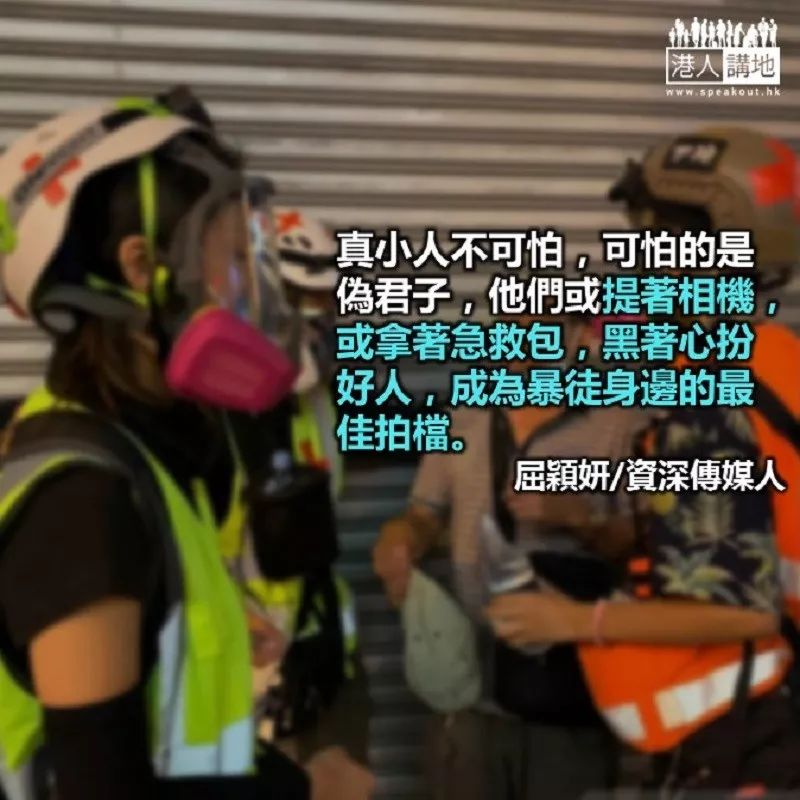 港人講地
www.speakout.hk
真小人不可怕，可怕的是
偽君子，他們或提著相機，
或拿著急救包，黑著心扮
好人，成為暴徒身邊的最
佳拍檔。
屈穎妍/資深傳媒人